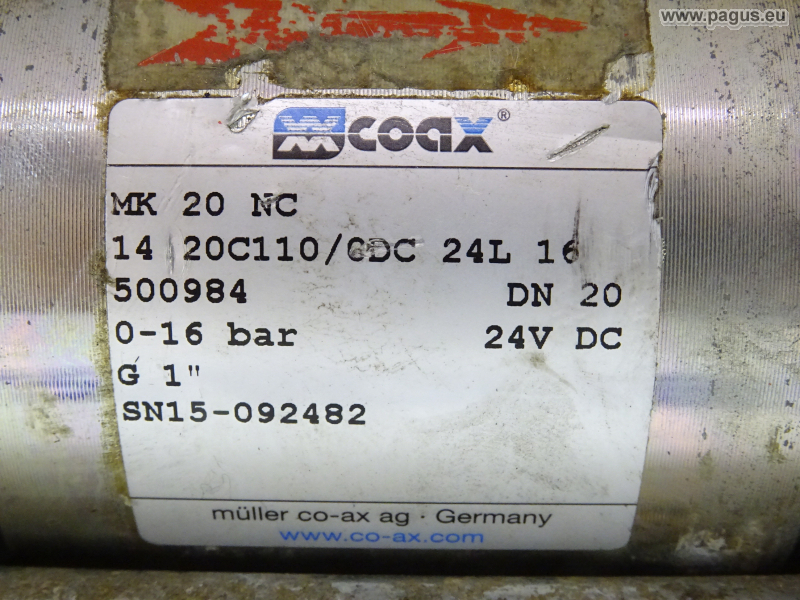 www.pagus.eu
coax®
MK 20 NC
14 20C110/ 24L 16
500984 DN 20
0-16 bar 24V DC
G 1"
SN15-092482
müller co-ax ag · Germany
www.co-ax.com